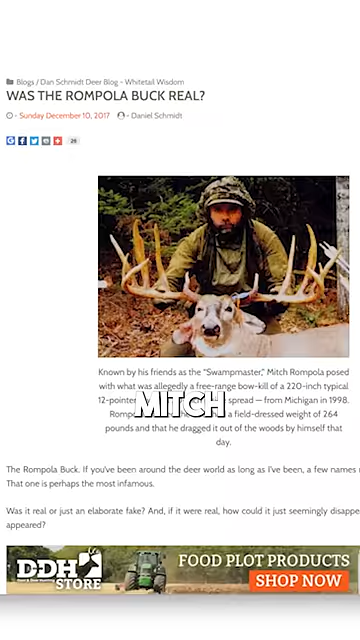 Blogs / Dan Schmidt Deer Blog - Whitetail Wisdom
WAS THE ROMPOLA BUCK REAL?
- Sunday December 10, 2017 - Daniel Schmidt
26
Known by his friends as the "Swampmaster," Mitch Rompola posed
with what was allegedly a free-range bow-kill of a 220-inch typical
12-pointer spread — from Michigan in 1998.
MITCH
a field-dressed weight of 264
pounds and that he dragged it out of the woods by himself that
day.
The Rompola Buck. If you've been around the deer world as long as I've been, a few names
That one is perhaps the most infamous.
Was it real or just an elaborate fake? And, if it were real, how could it just seemingly
appeared?
D&DH
STORE
FOOD PLOT PRODUCTS
SHOP NOW